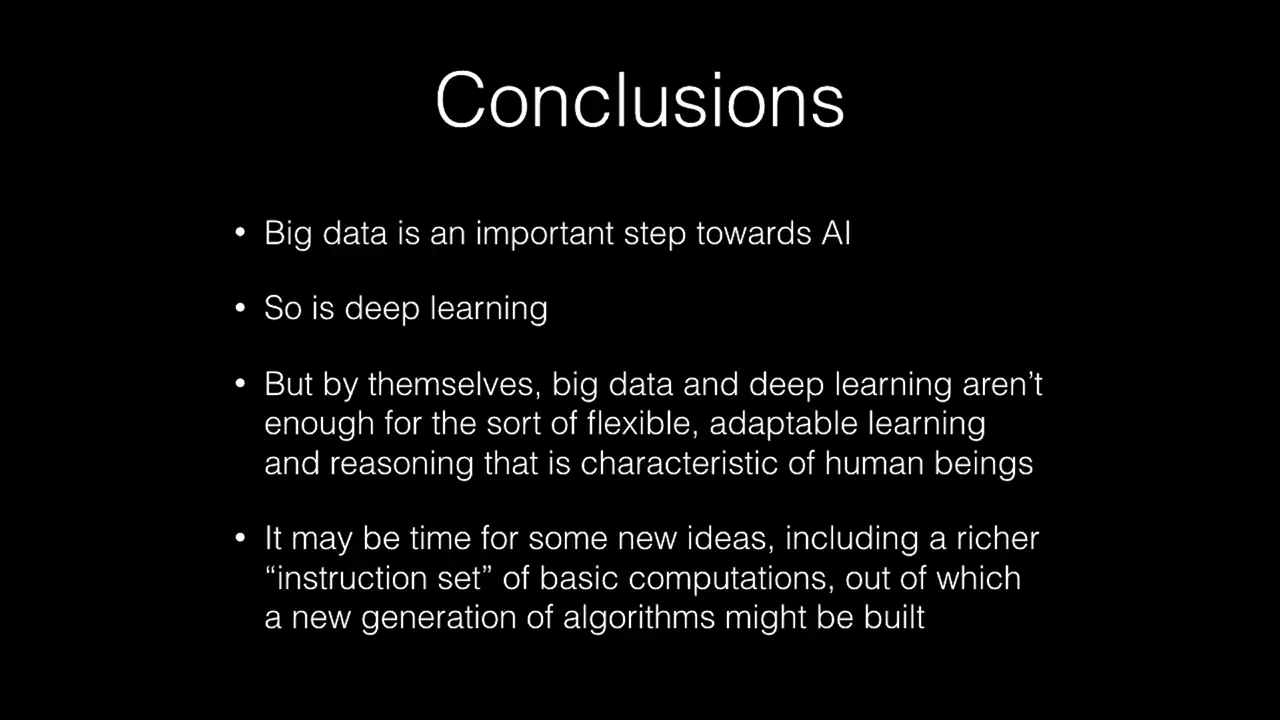 Conclusions
• Big data is an important step towards AI
• So is deep learning
• But by themselves, big data and deep learning aren’t
enough for the sort of flexible, adaptable learning
and reasoning that is characteristic of human beings
• It may be time for some new ideas, including a richer
“instruction set” of basic computations, out of which
a new generation of algorithms might be built